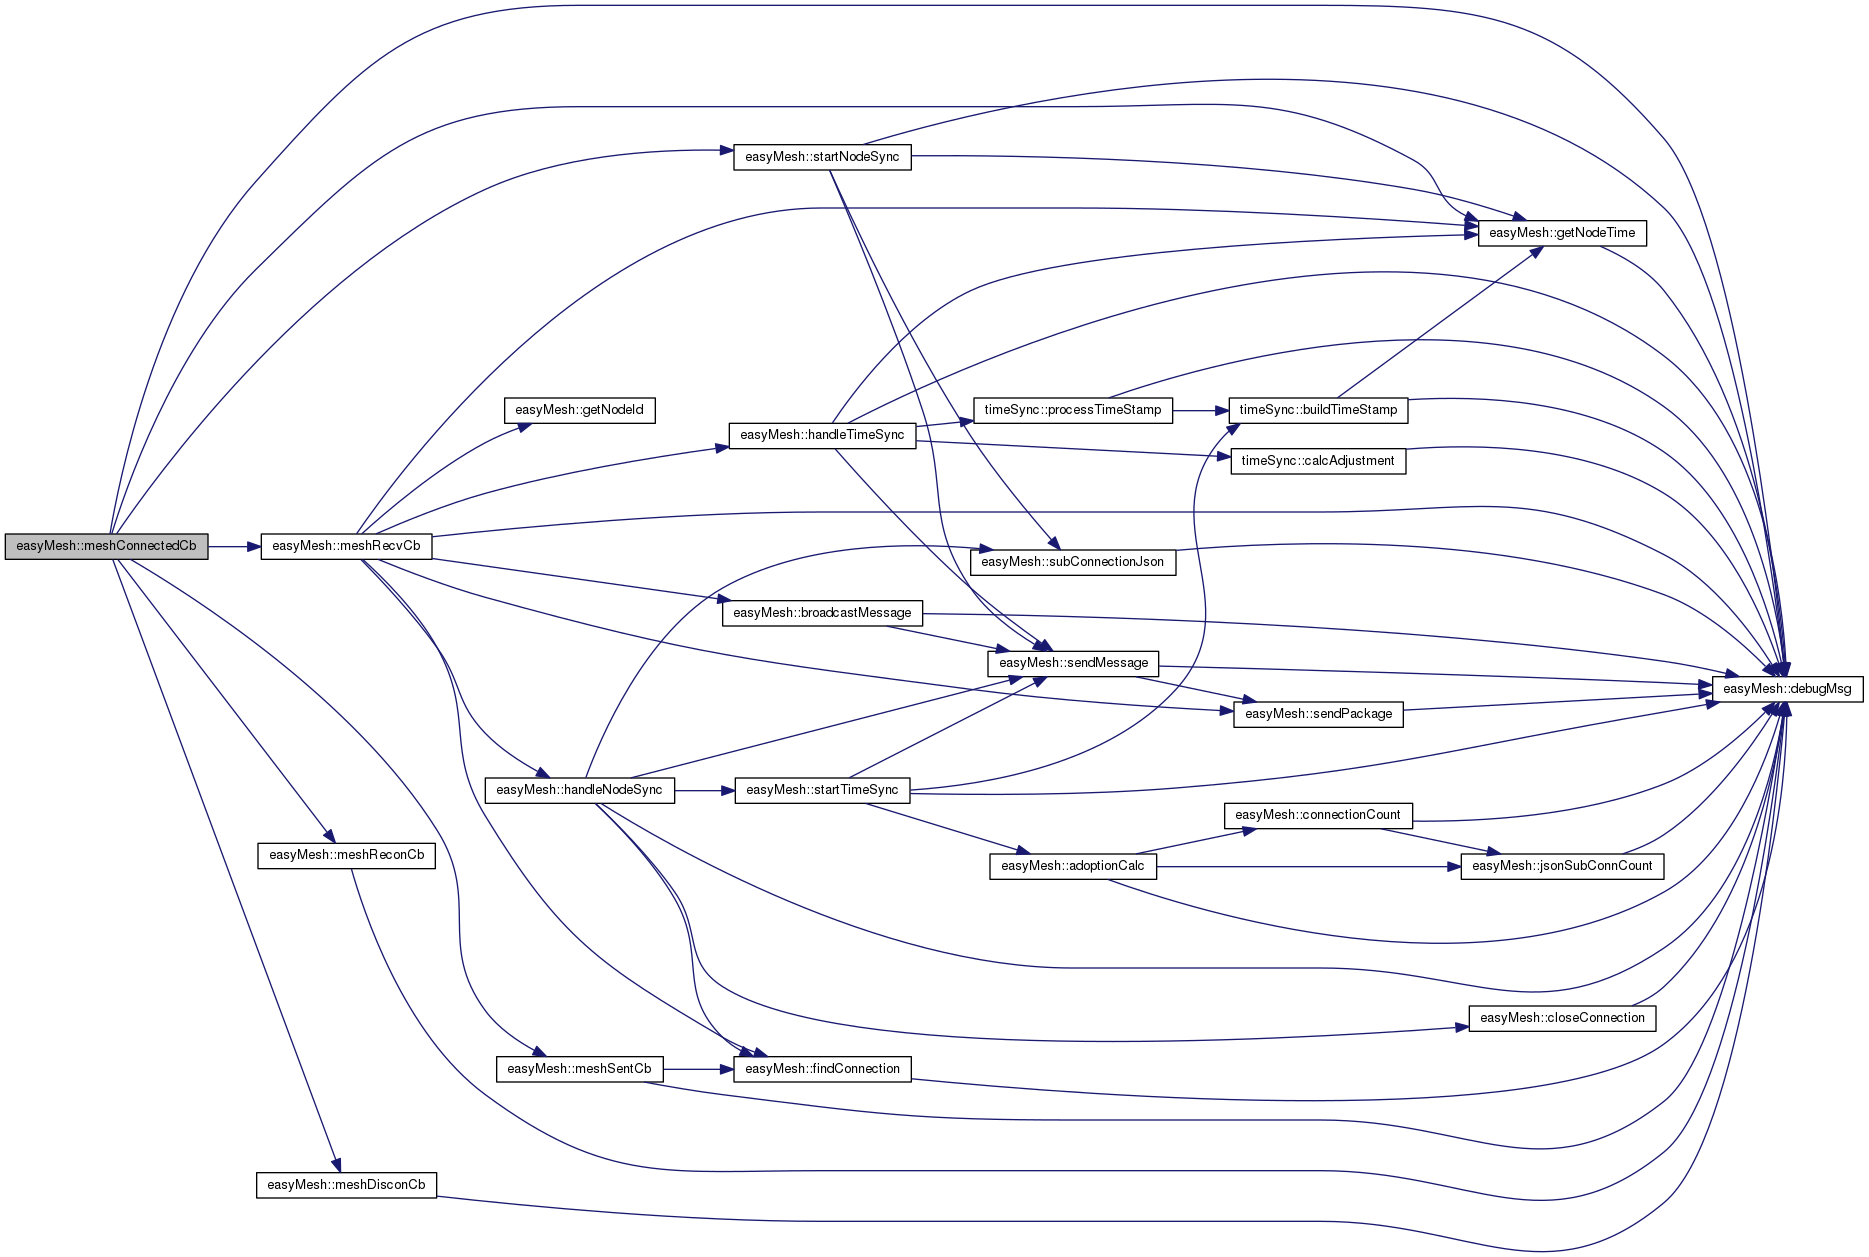 easyMesh::startNodeSync
easyMesh::getNodeTime
easyMesh::getNodeId
timeSync::processTimeStamp
timeSync::buildTimeStamp
easyMesh::handleTimeSync
timeSync::calcAdjustment
easyMesh::meshConnectedCb
easyMesh::meshRecvCb
easyMesh::subConnectionJson
easyMesh::broadcastMessage
easyMesh::sendMessage
easyMesh::debugMsg
easyMesh::sendPackage
easyMesh::handleNodeSync
easyMesh::startTimeSync
easyMesh::connectionCount
easyMesh::meshReconCb
easyMesh::adoptionCalc
easyMesh::jsonSubConnCount
easyMesh::closeConnection
easyMesh::meshSentCb
easyMesh::findConnection
easyMesh::meshDisconCb